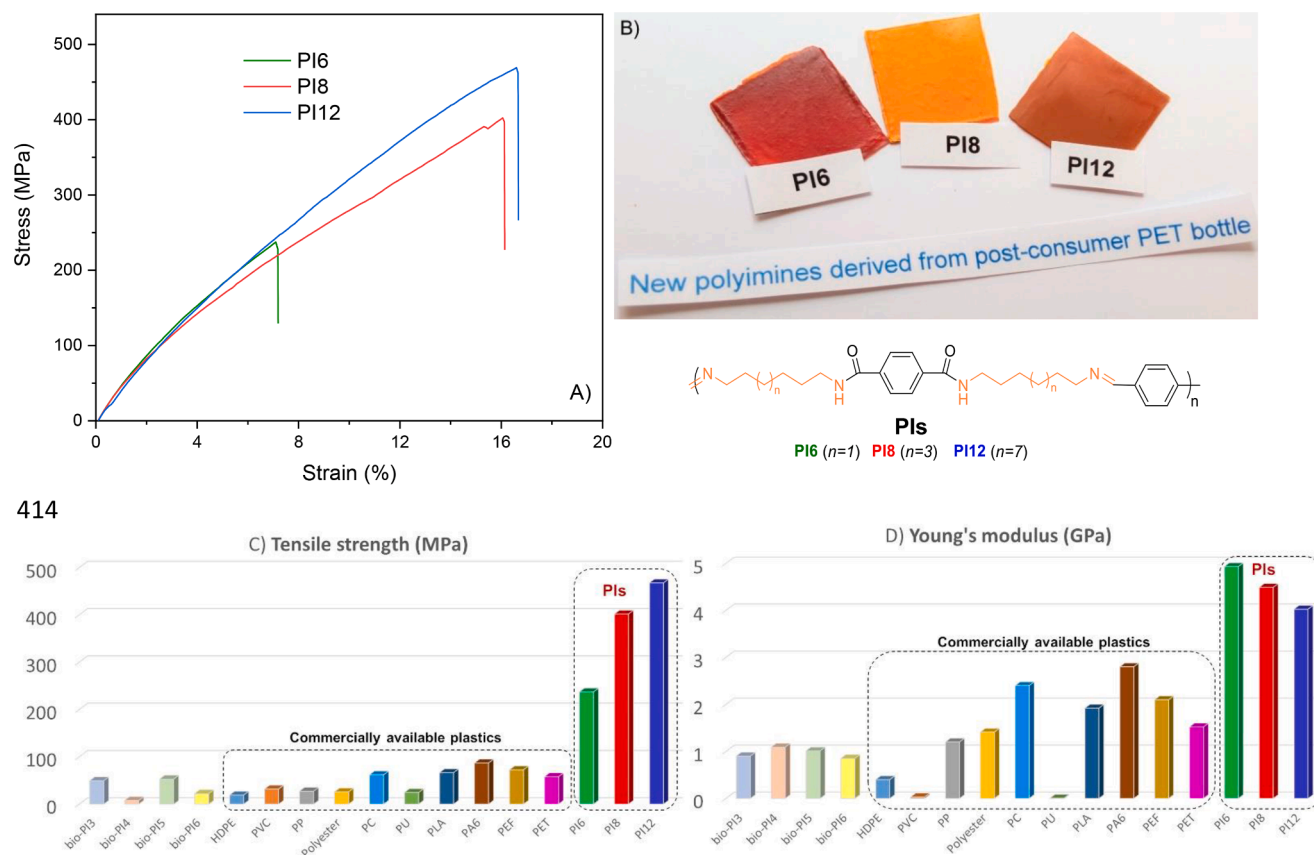 500
400
300
200
100
0
Stress (MPa)
PI6
PI8
PI12
A)
0 4 8 12 16 20
Strain (%)
B)
PI6
PI8
PI12
New polyimines derived from post-consumer PET bottle
N
n
N
H
O
O
N
H
n
N
n
PIs
PI6 (n=1) PI8 (n=3) PI12 (n=7)
414
C) Tensile strength (MPa)
500
400
300
200
100
0
PIs
Commercially available plastics
bio-PI3 bio-PI4 bio-PI5 bio-PI6 HDPE PVC PP Polyester PC PU PLA PA6 PEF PET PI6 PI8 PI12
D) Young's modulus (GPa)
5
4
3
2
1
0
PIs
Commercially available plastics
bio-PI3 bio-PI4 bio-PI5 bio-PI6 HDPE PVC PP Polyester PC PU PLA PA6 PEF PET PI6 PI8 PI12